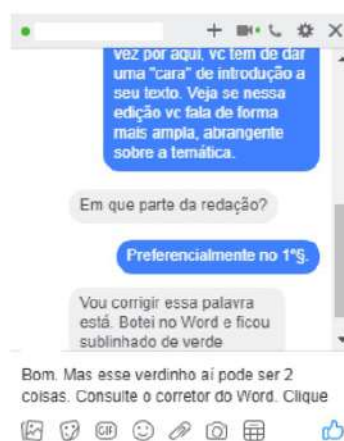 vez por aqui, vc tem de dar
uma "cara" de introdução a
seu texto. Veja se nessa
edição vc fala de forma
mais ampla, abrangente
sobre a temática.
Em que parte da redação?
Preferencialmente no 1º§.
Vou corrigir essa palavra
está. Botei no Word e ficou
sublinhado de verde
Bom. Mas esse verdinho aí pode ser 2
coisas. Consulte o corretor do Word. Clique
GIF